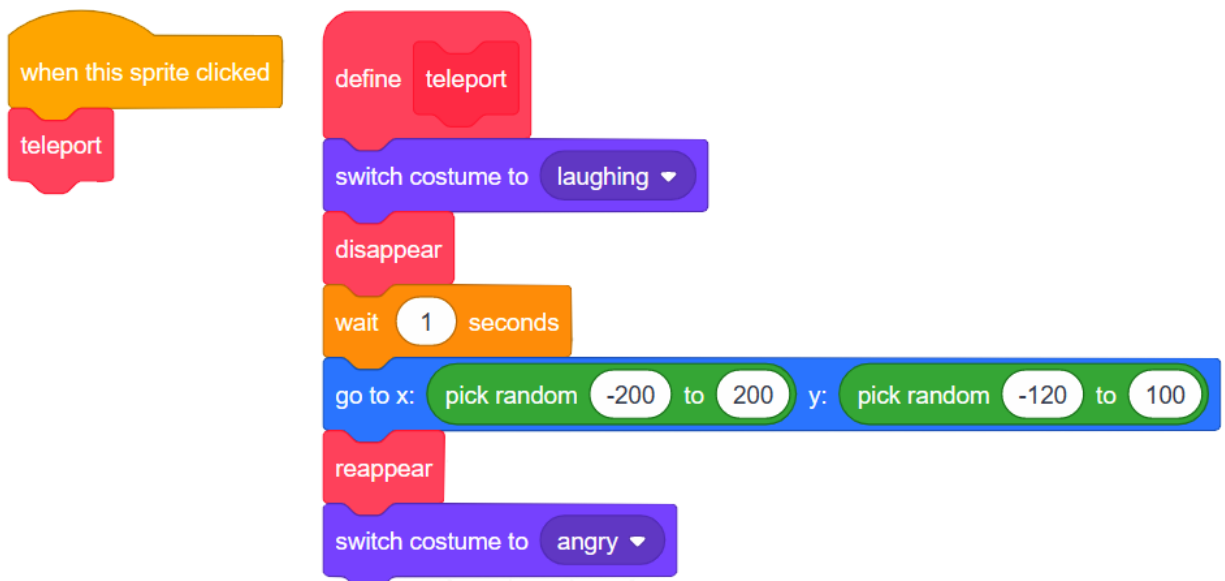 when this sprite clicked
teleport
define teleport
switch costume to laughing
disappear
wait 1 seconds
go to x: pick random -200 to 200 y: pick random -120 to 100
reappear
switch costume to angry